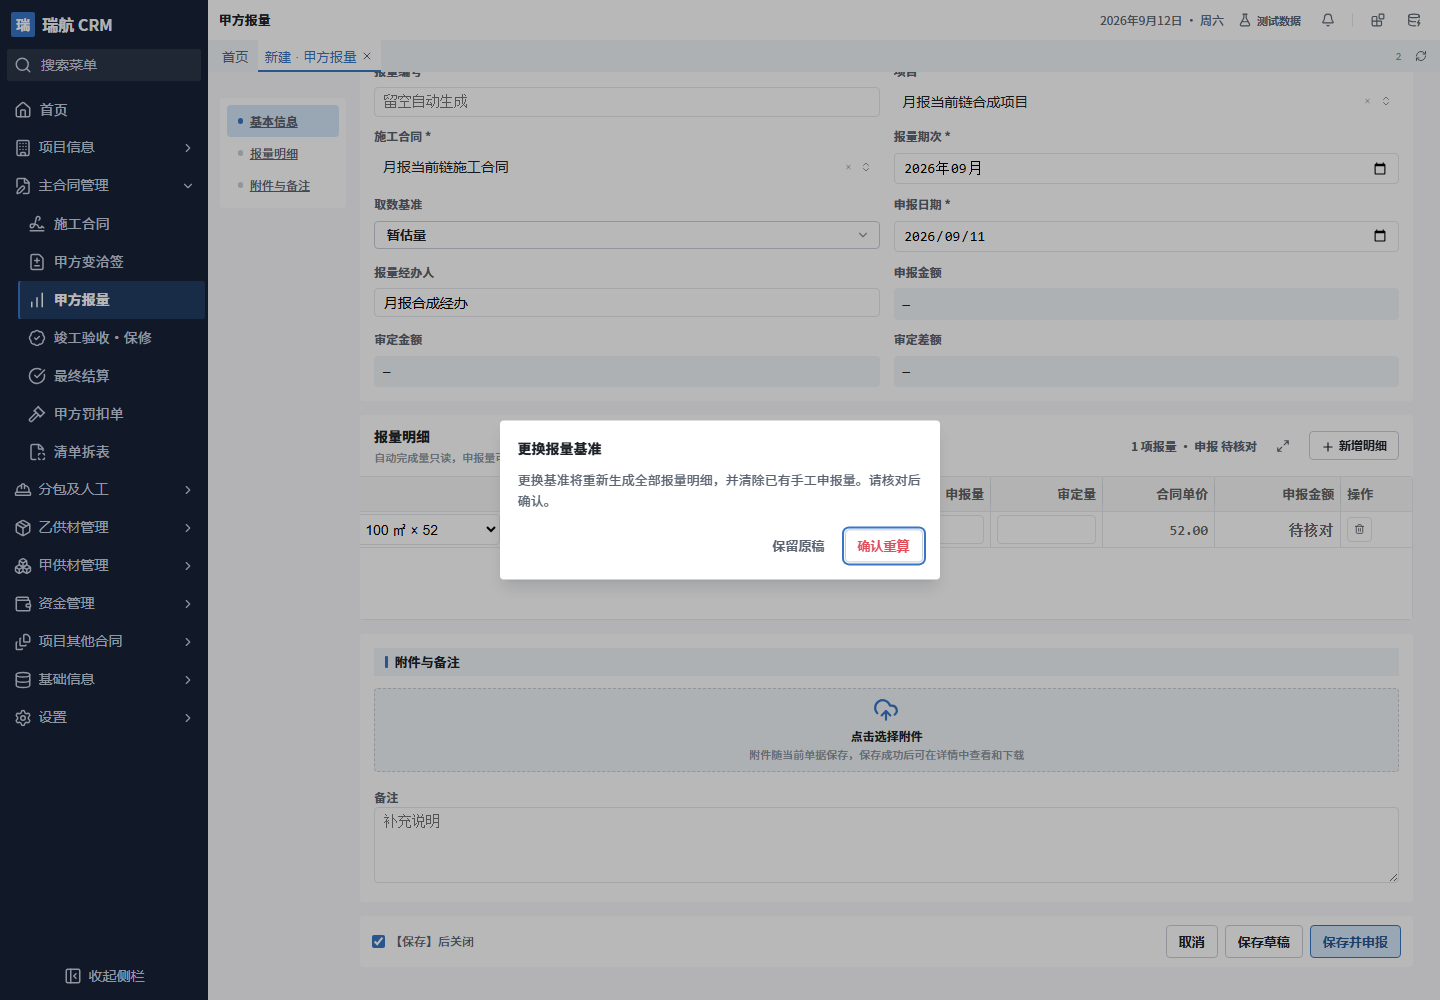 瑞 瑞航 CRM
搜索菜单
首页
项目信息
主合同管理
施工合同
甲方变洽签
甲方报量
竣工验收・保修
最终结算
甲方罚扣单
清单拆表
分包及人工
乙供材管理
甲供材管理
资金管理
项目其他合同
基础信息
设置
收起侧栏
甲方报量
2026年9月12日 · 周六
测试数据
首页
新建 · 甲方报量 ×
2
基本信息
报量明细
附件与备注
报量编号
项目
留空自动生成
月报当前链合成项目
施工合同 *
报量期次 *
月报当前链施工合同
2026年09月
取数基准
申报日期 *
暂估量
2026/09/11
报量经办人
申报金额
月报合成经办
—
审定金额
审定差额
—
—
报量明细
自动完成量只读，申报量
1 项报量 · 申报 待核对
新增明细
申报量
审定量
合同单价
申报金额
操作
100 ㎡ × 52
52.00
待核对
更换报量基准
更换基准将重新生成全部报量明细，并清除已有手工申报量。请核对后
确认。
保留原稿
确认重算
附件与备注
点击选择附件
附件随当前单据保存，保存成功后可在详情中查看和下载
备注
补充说明
【保存】后关闭
取消
保存草稿
保存并申报